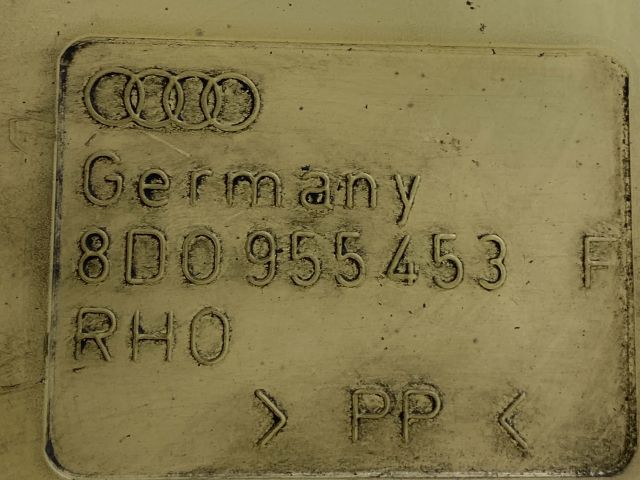 Germany
8D0 955 453 F
RHO
> PP <